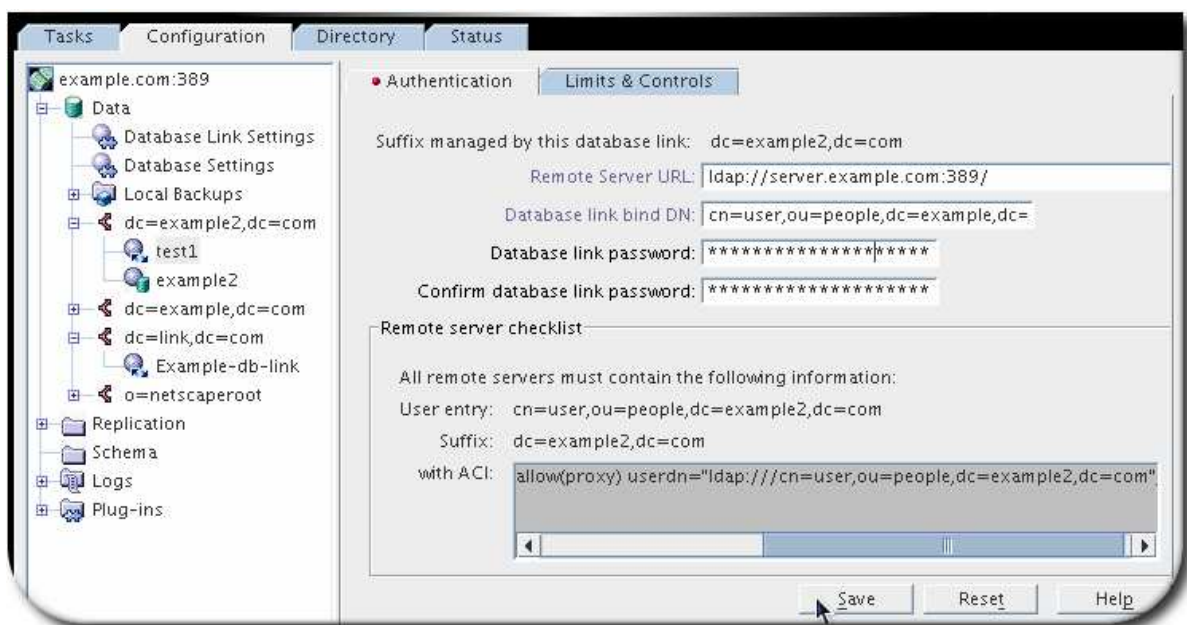 Tasks Configuration Directory Status
example.com:389
Data
Database Link Settings
Database Settings
Local Backups
dc=example2,dc=com
test1
example2
dc=example,dc=com
dc=link,dc=com
Example-db-link
o=netscaperoot
Replication
Schema
Logs
Plug-ins
Authentication Limits & Controls
Suffix managed by this database link: dc=example2,dc=com
Remote Server URL: ldap://server.example.com:389/
Database link bind DN: cn=user,ou=people,dc=example,dc=
Database link password: ********************
Confirm database link password: ********************
Remote server checklist
All remote servers must contain the following information:
User entry: cn=user,ou=people,dc=example2,dc=com
Suffix: dc=example2,dc=com
with ACI: allow(proxy) userdn="ldap:///cn=user,ou=people,dc=example2,dc=com"
Save Reset Help